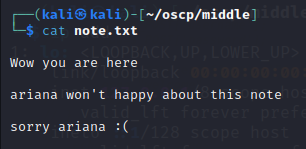 ┌──(kali㉿kali)-[~/oscp/middle]
└─$ cat note.txt
Wow you are here
ariana won't happy about this note
sorry ariana :(